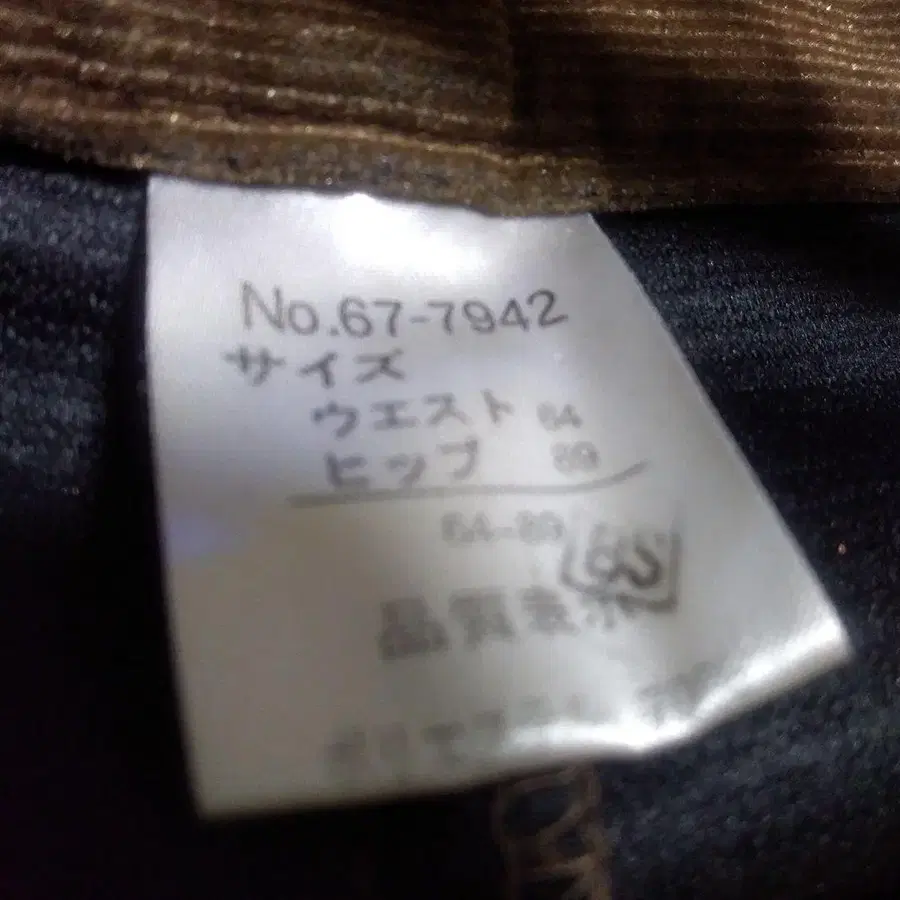 No.67-7942
サイズ
ウエスト 64
ヒップ 89
64-89
品質表示